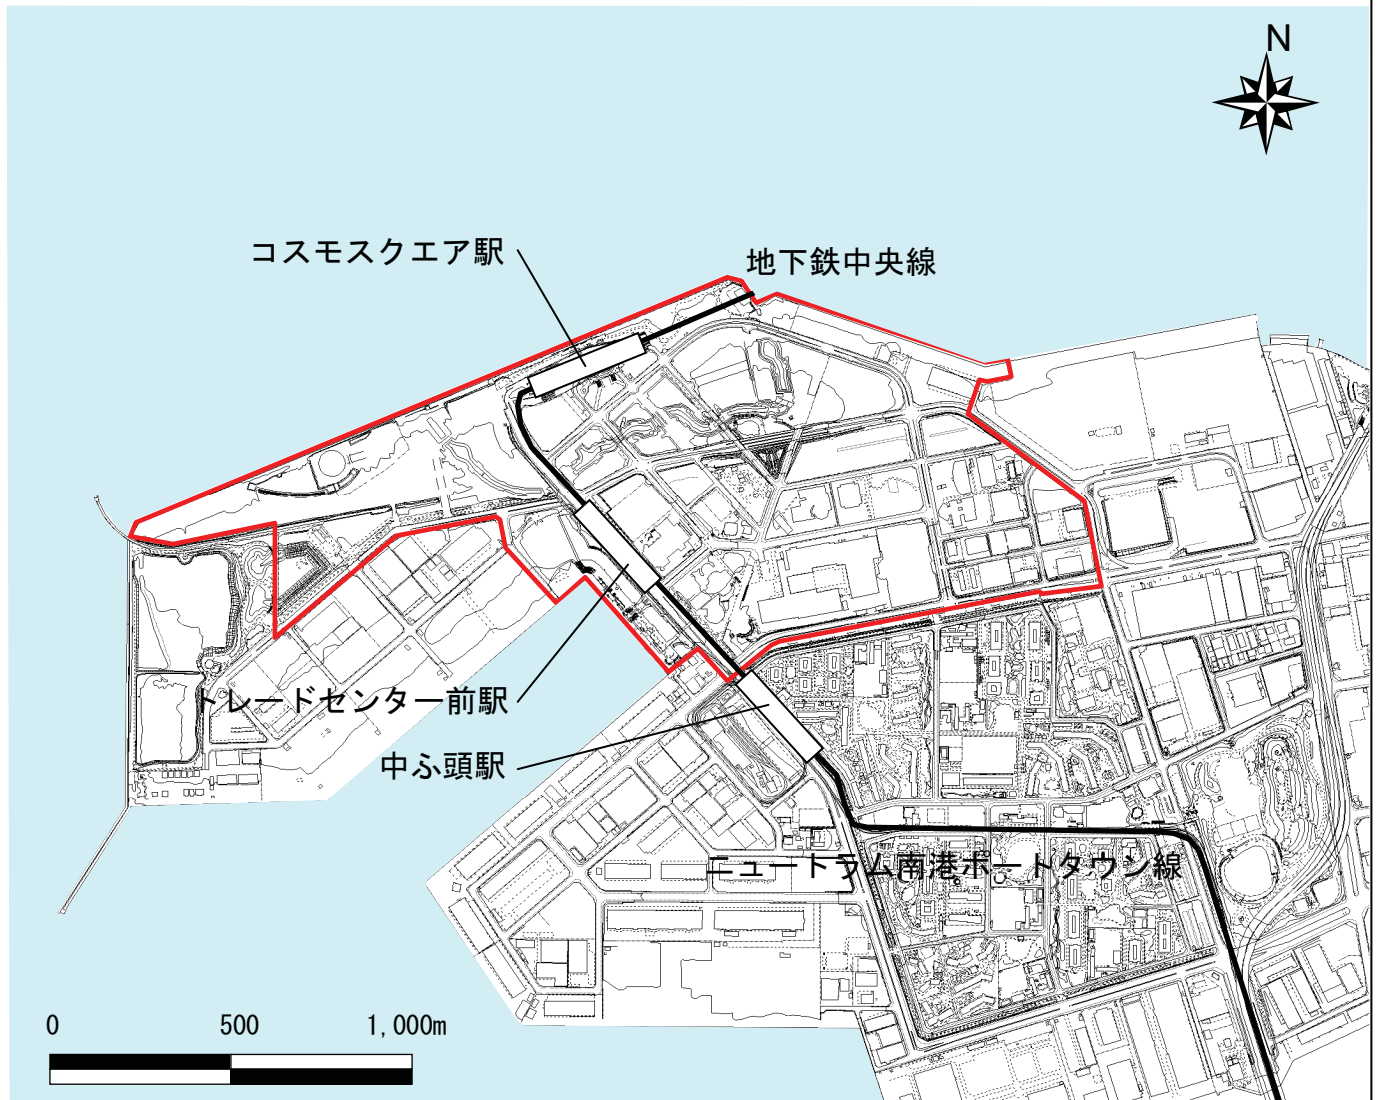 N
コスモスクエア駅
地下鉄中央線
トレードセンター前駅
中ふ頭駅
ニュートラム南港ポートタウン線
0 500 1,000m